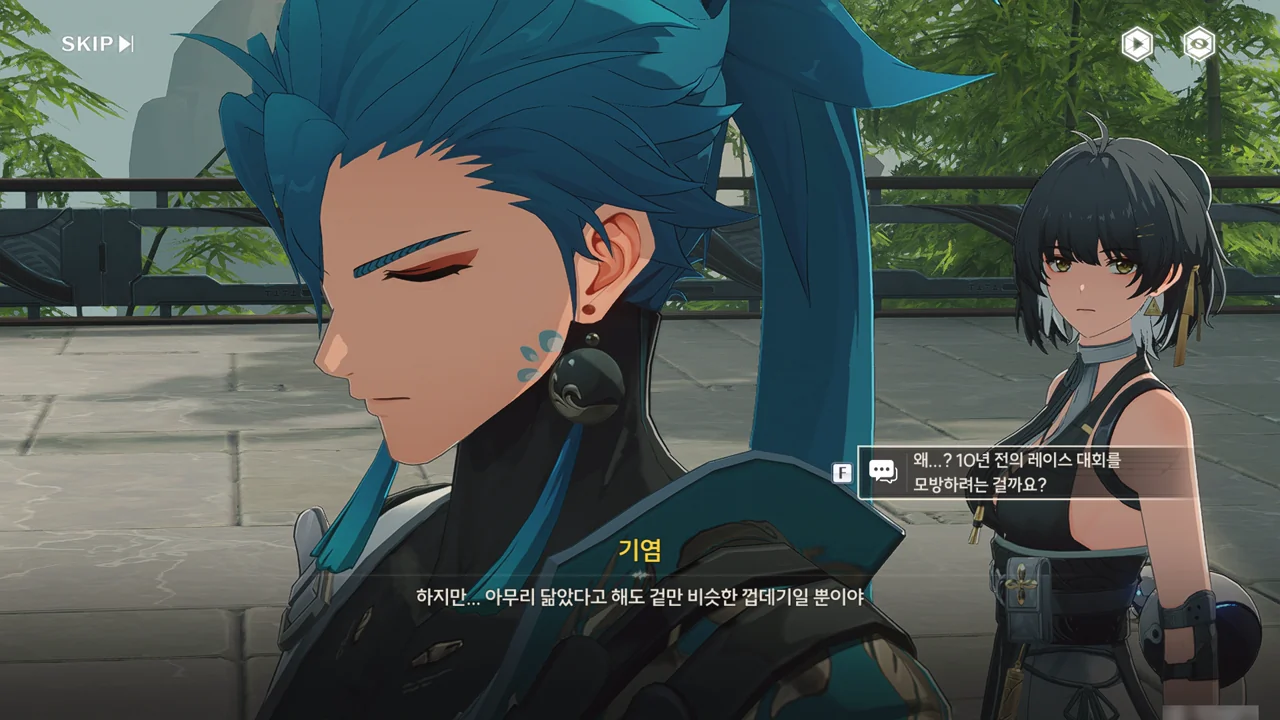 SKIP
F
왜...? 10년 전의 레이스 대회를
모방하려는 걸까요?
기염
하지만... 아무리 닮았다고 해도 겉만 비슷한 껍데기일 뿐이야